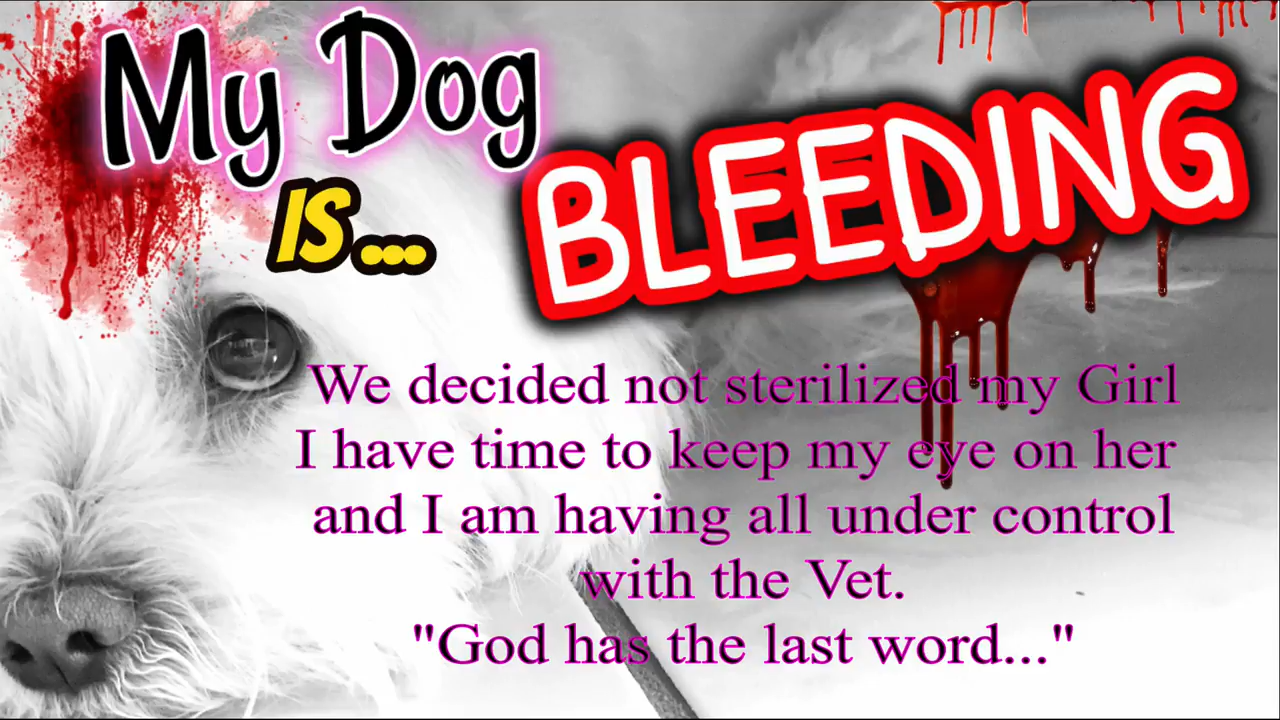 My Dog
IS...
BLEEDING
We decided not sterilized my Girl
I have time to keep my eye on her
and I am having all under control
with the Vet.
"God has the last word..."